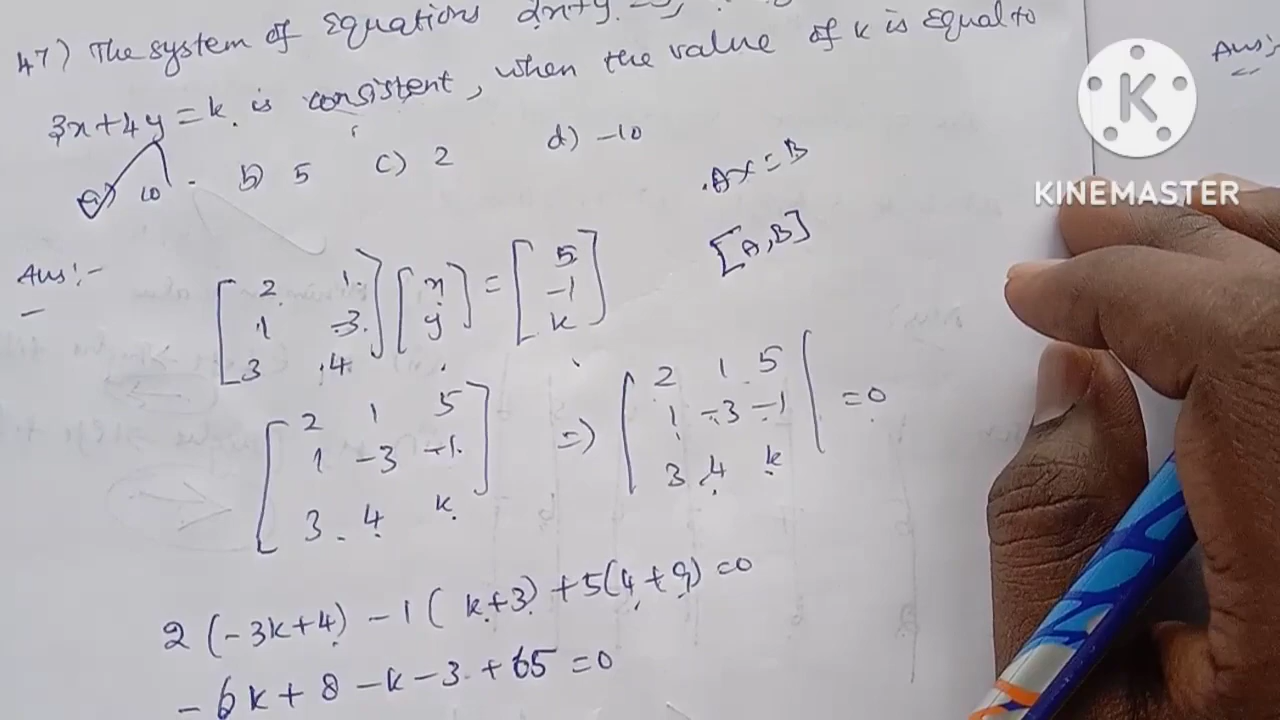 47) The system of Equations 2x+y
3x+4y=k. is consistent, when the value of k is Equal to
a) 10 b) 5 c) 2 d) -10
Ans:-
Ans:-
AX=B
[A,B]
[2 1 [x = [5
1 -3 y] -1
3 4] k]
K
KINEMASTER
[2 1 5 => |2 1 5 =0
1 -3 -1 1 -3 -1
3 4 k] 3 4 k|
2(-3k+4) -1(k+3) +5(4+9)=0
-6k+8-k-3+65=0